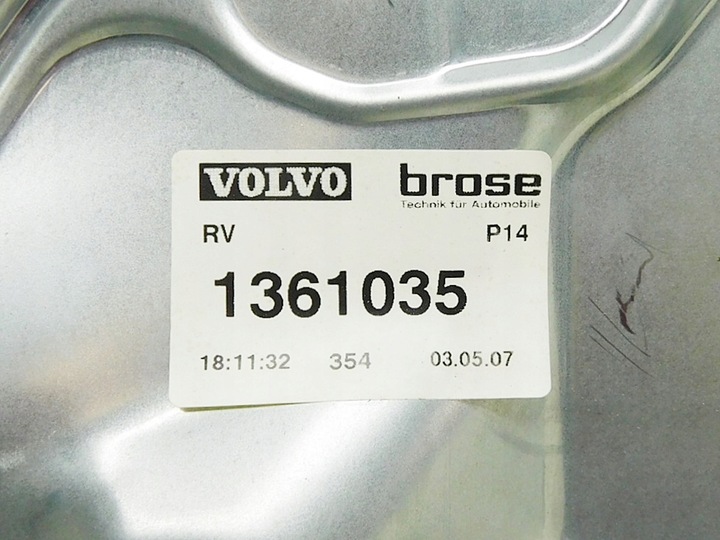 VOLVO brose
Technik für Automobile
RV P14
1361035
18:11:32 354 03.05.07